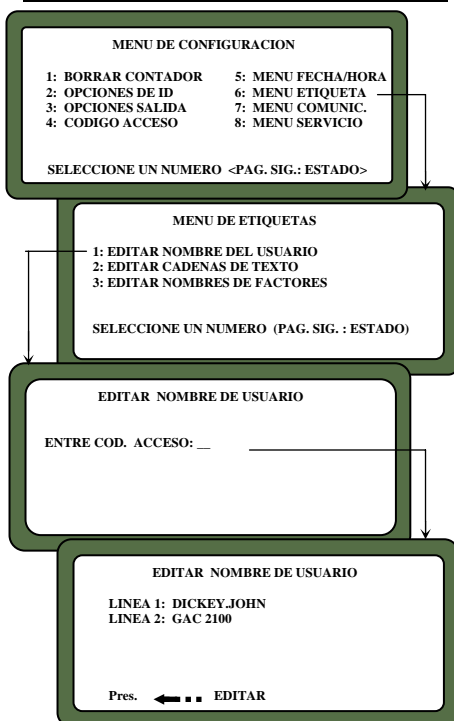 MENU DE CONFIGURACION
1: BORRAR CONTADOR 5: MENU FECHA/HORA
2: OPCIONES DE ID 6: MENU ETIQUETA
3: OPCIONES SALIDA 7: MENU COMUNIC.
4: CODIGO ACCESO 8: MENU SERVICIO
SELECCIONE UN NUMERO <PAG. SIG.: ESTADO>
MENU DE ETIQUETAS
1: EDITAR NOMBRE DEL USUARIO
2: EDITAR CADENAS DE TEXTO
3: EDITAR NOMBRES DE FACTORES
SELECCIONE UN NUMERO (PAG. SIG. : ESTADO)
EDITAR NOMBRE DE USUARIO
ENTRE COD. ACCESO: __
EDITAR NOMBRE DE USUARIO
LINEA 1: DICKEY.JOHN
LINEA 2: GAC 2100
Pres. EDITAR